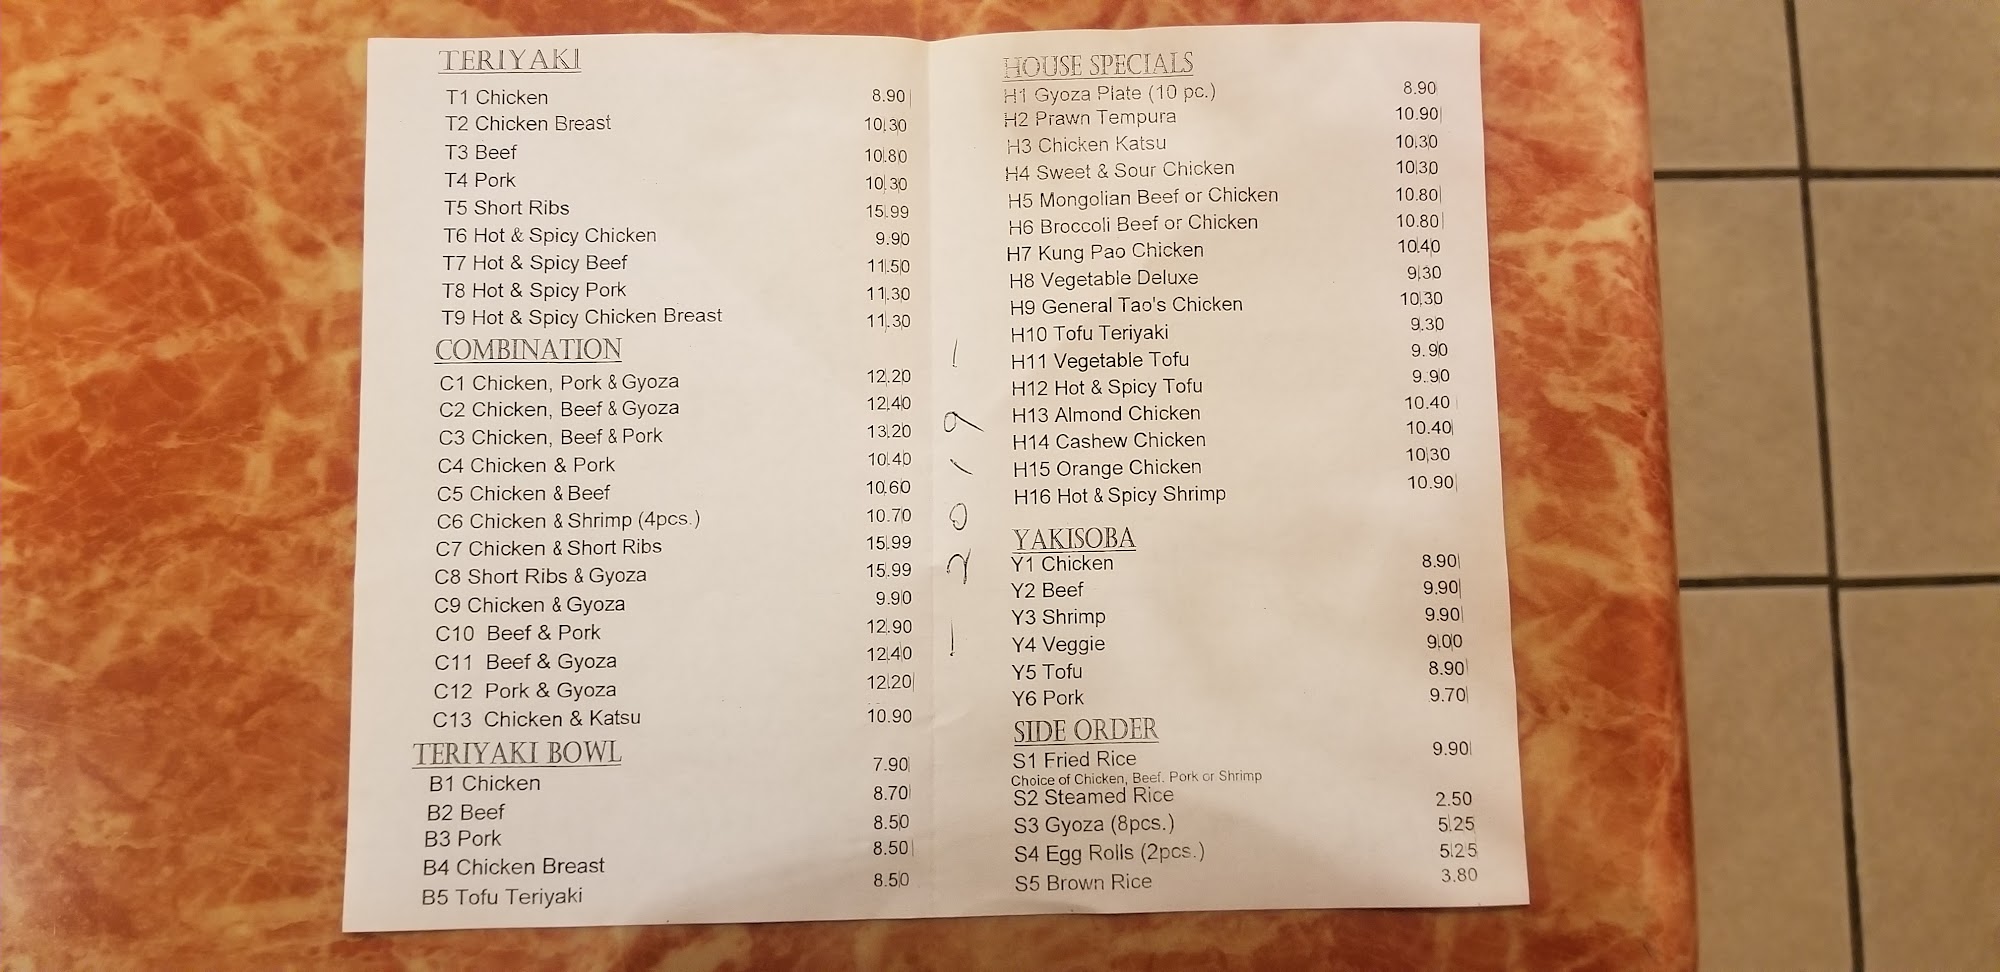 TERIYAKI
T1 Chicken 8.90
T2 Chicken Breast 10.30
T3 Beef 10.80
T4 Pork 10.30
T5 Short Ribs 15.99
T6 Hot & Spicy Chicken 9.90
T7 Hot & Spicy Beef 11.50
T8 Hot & Spicy Pork 11.30
T9 Hot & Spicy Chicken Breast 11.30
COMBINATION
C1 Chicken, Pork & Gyoza 12.20
C2 Chicken, Beef & Gyoza 12.40
C3 Chicken, Beef & Pork 13.20
C4 Chicken & Pork 10.40
C5 Chicken & Beef 10.60
C6 Chicken & Shrimp (4pcs.) 10.70
C7 Chicken & Short Ribs 15.99
C8 Short Ribs & Gyoza 15.99
C9 Chicken & Gyoza 9.90
C10 Beef & Pork 12.90
C11 Beef & Gyoza 12.40
C12 Pork & Gyoza 12.20
C13 Chicken & Katsu 10.90
TERIYAKI BOWL
B1 Chicken 7.90
B2 Beef 8.70
B3 Pork 8.50
B4 Chicken Breast 8.50
B5 Tofu Teriyaki 8.50
- 2019 -
HOUSE SPECIALS
H1 Gyoza Plate (10 pc.) 8.90
H2 Prawn Tempura 10.90
H3 Chicken Katsu 10.30
H4 Sweet & Sour Chicken 10.30
H5 Mongolian Beef or Chicken 10.80
H6 Broccoli Beef or Chicken 10.80
H7 Kung Pao Chicken 10.40
H8 Vegetable Deluxe 9.30
H9 General Tao's Chicken 10.30
H10 Tofu Teriyaki 9.30
H11 Vegetable Tofu 9.90
H12 Hot & Spicy Tofu 9.90
H13 Almond Chicken 10.40
H14 Cashew Chicken 10.40
H15 Orange Chicken 10.30
H16 Hot & Spicy Shrimp 10.90
YAKISOBA
Y1 Chicken 8.90
Y2 Beef 9.90
Y3 Shrimp 9.90
Y4 Veggie 9.00
Y5 Tofu 8.90
Y6 Pork 9.70
SIDE ORDER
S1 Fried Rice 9.90
Choice of Chicken, Beef. Pork or Shrimp
S2 Steamed Rice 2.50
S3 Gyoza (8pcs.) 5.25
S4 Egg Rolls (2pcs.) 5.25
S5 Brown Rice 3.80